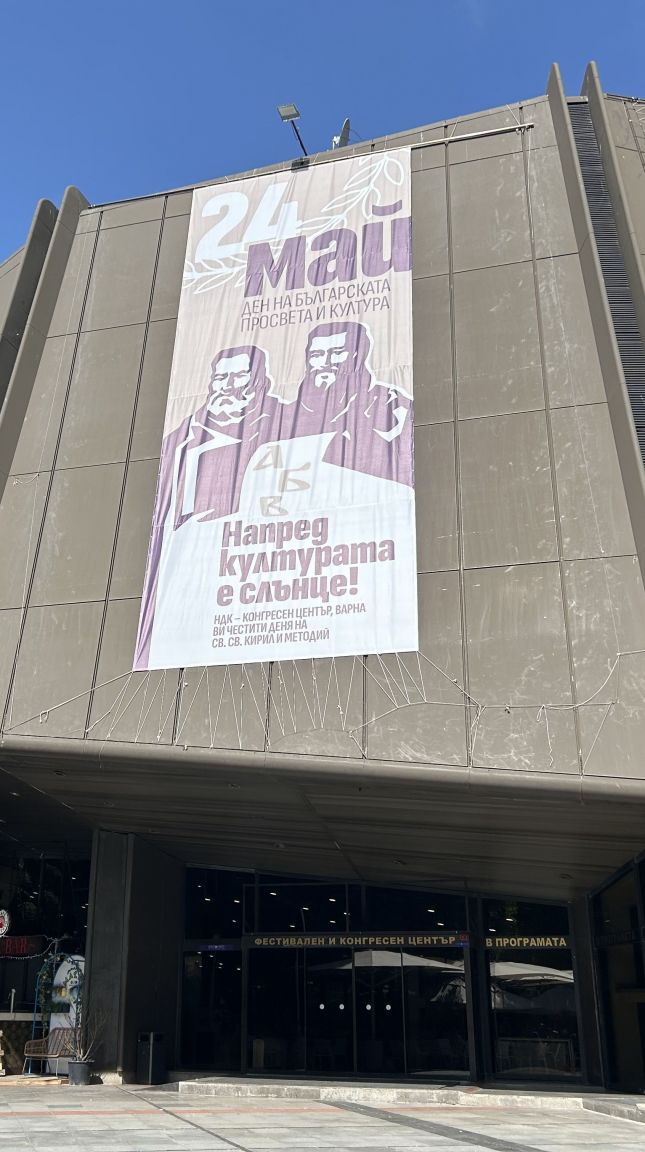 24
май
ДЕН НА БЪЛГАРСКАТА
ПРОСВЕТА И КУЛТУРА
А
Б
В
Напред
културата
е слънце!
НДК – КОНГРЕСЕН ЦЕНТЪР, ВАРНА
ВИ ЧЕСТИТИ ДЕНЯ НА
СВ. СВ. КИРИЛ И МЕТОДИЙ
ФЕСТИВАЛЕН И КОНГРЕСЕН ЦЕНТЪР
В ПРОГРАМАТА
BAR